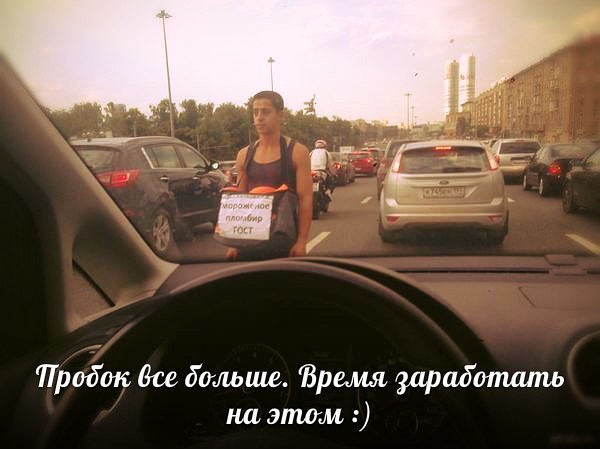 мороженое
пломбир
ГОСТ
Пробок все больше. Время заработать
на этом :)